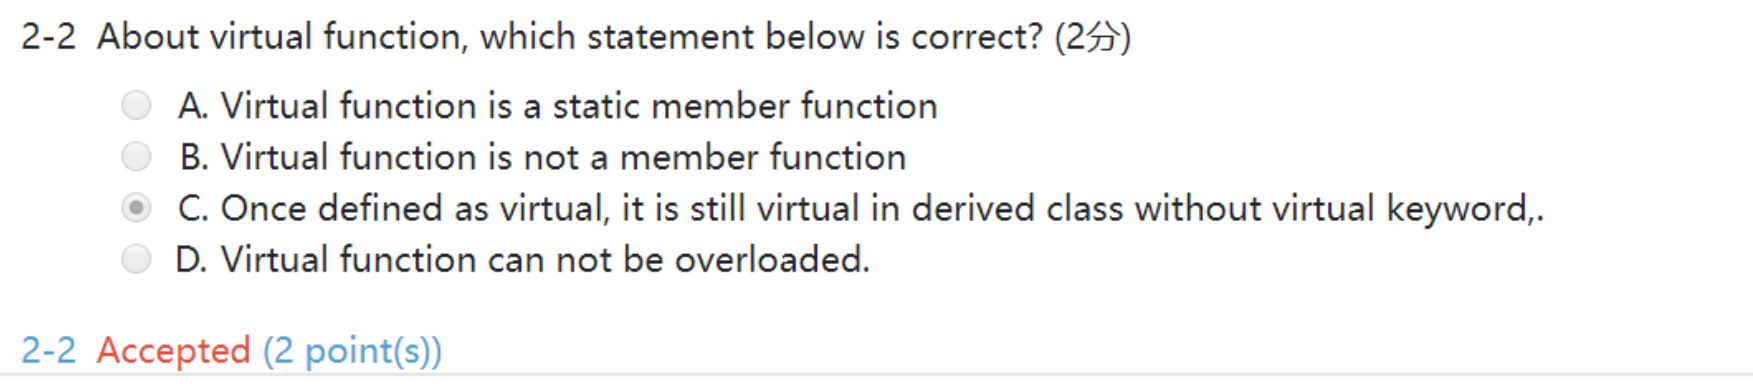 2-2 About virtual function, which statement below is correct? (2分)
A. Virtual function is a static member function
B. Virtual function is not a member function
C. Once defined as virtual, it is still virtual in derived class without virtual keyword,.
D. Virtual function can not be overloaded.
2-2 Accepted (2 point(s))